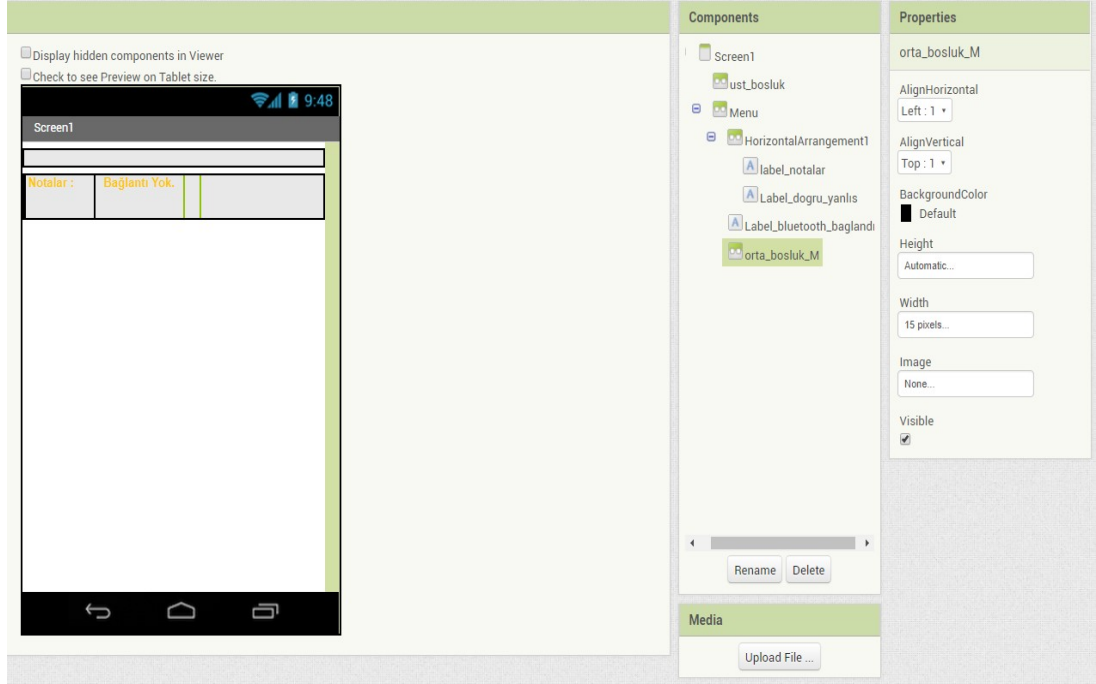 Components
Properties
Display hidden components in Viewer
Check to see Preview on Tablet size.
9:48
Screen1
Notalar :
Bağlantı Yok.
Screen1
ust_bosluk
Menu
HorizontalArrangement1
A label_notalar
A Label_dogru_yanlıs
A Label_bluetooth_baglandı
orta_bosluk_M
Rename
Delete
Media
Upload File ...
orta_bosluk_M
AlignHorizontal
Left : 1
AlignVertical
Top : 1
BackgroundColor
Default
Height
Automatic...
Width
15 pixels...
Image
None...
Visible